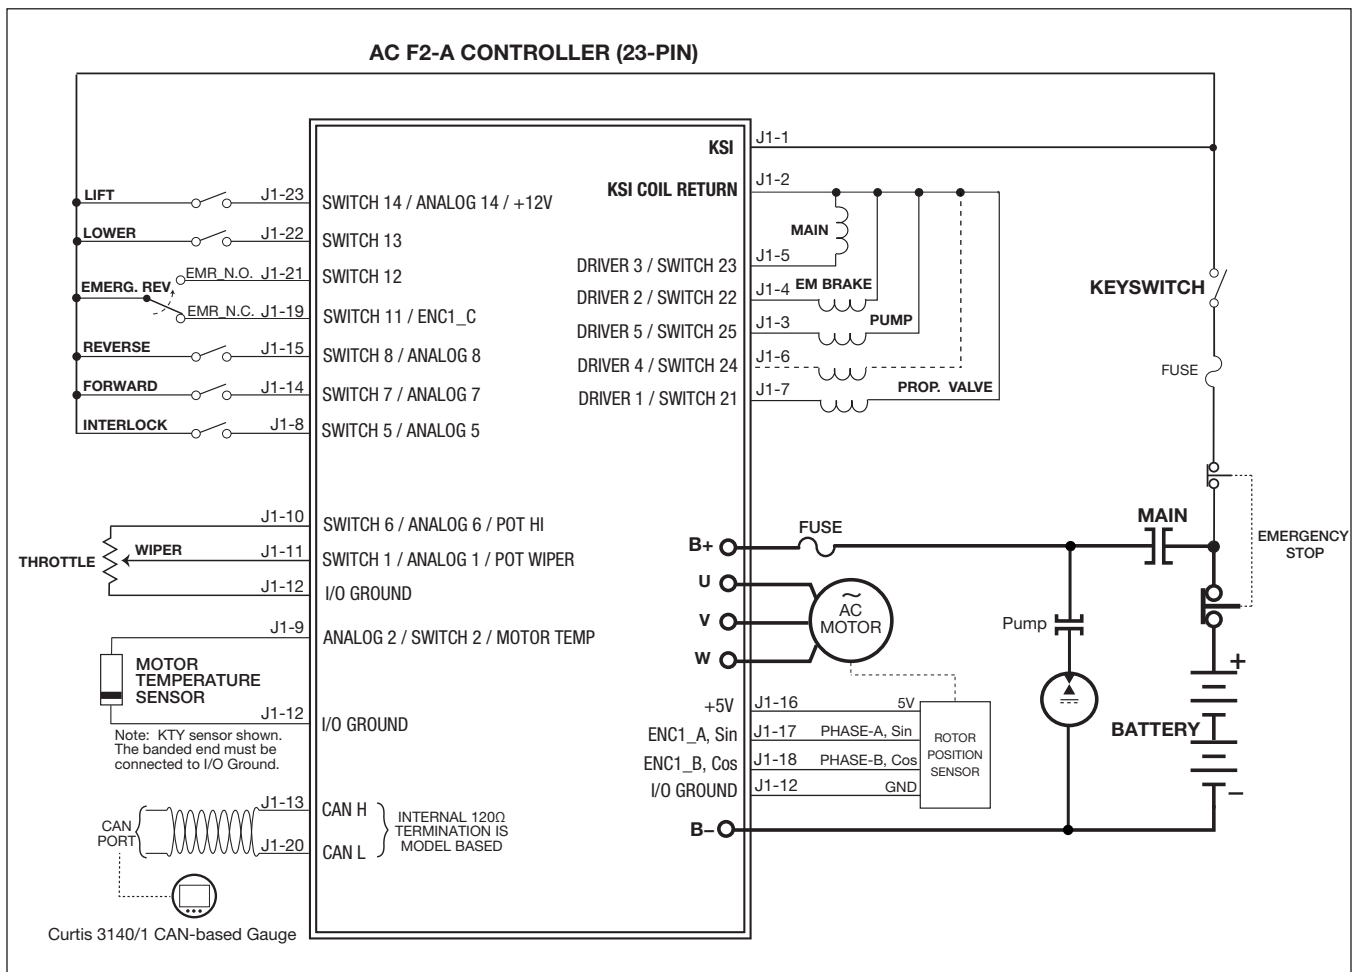 AC F2-A CONTROLLER (23-PIN)
KSI
J1-1
KSI COIL RETURN
J1-2
LIFT
J1-23
SWITCH 14 / ANALOG 14 / +12V
LOWER
J1-22
SWITCH 13
EMERG. REV
EMR_N.O.
J1-21
SWITCH 12
EMR_N.C.
J1-19
SWITCH 11 / ENC1_C
REVERSE
J1-15
SWITCH 8 / ANALOG 8
FORWARD
J1-14
SWITCH 7 / ANALOG 7
INTERLOCK
J1-8
SWITCH 5 / ANALOG 5
MAIN
DRIVER 3 / SWITCH 23
J1-5
DRIVER 2 / SWITCH 22
J1-4
EM BRAKE
DRIVER 5 / SWITCH 25
J1-3
PUMP
DRIVER 4 / SWITCH 24
J1-6
DRIVER 1 / SWITCH 21
J1-7
PROP. VALVE
KEYSWITCH
FUSE
EMERGENCY
STOP
THROTTLE
WIPER
J1-10
SWITCH 6 / ANALOG 6 / POT HI
J1-11
SWITCH 1 / ANALOG 1 / POT WIPER
J1-12
I/O GROUND
J1-9
ANALOG 2 / SWITCH 2 / MOTOR TEMP
MOTOR
TEMPERATURE
SENSOR
J1-12
I/O GROUND
Note: KTY sensor shown.
The banded end must be
connected to I/O Ground.
B+
FUSE
MAIN
U
V
W
~
AC
MOTOR
Pump
+
BATTERY
−
+5V
J1-16
5V
ENC1_A, Sin
J1-17
PHASE-A, Sin
ENC1_B, Cos
J1-18
PHASE-B, Cos
I/O GROUND
J1-12
GND
ROTOR
POSITION
SENSOR
B−
CAN
PORT
J1-13
CAN H
J1-20
CAN L
INTERNAL 120Ω
TERMINATION IS
MODEL BASED
Curtis 3140/1 CAN-based Gauge